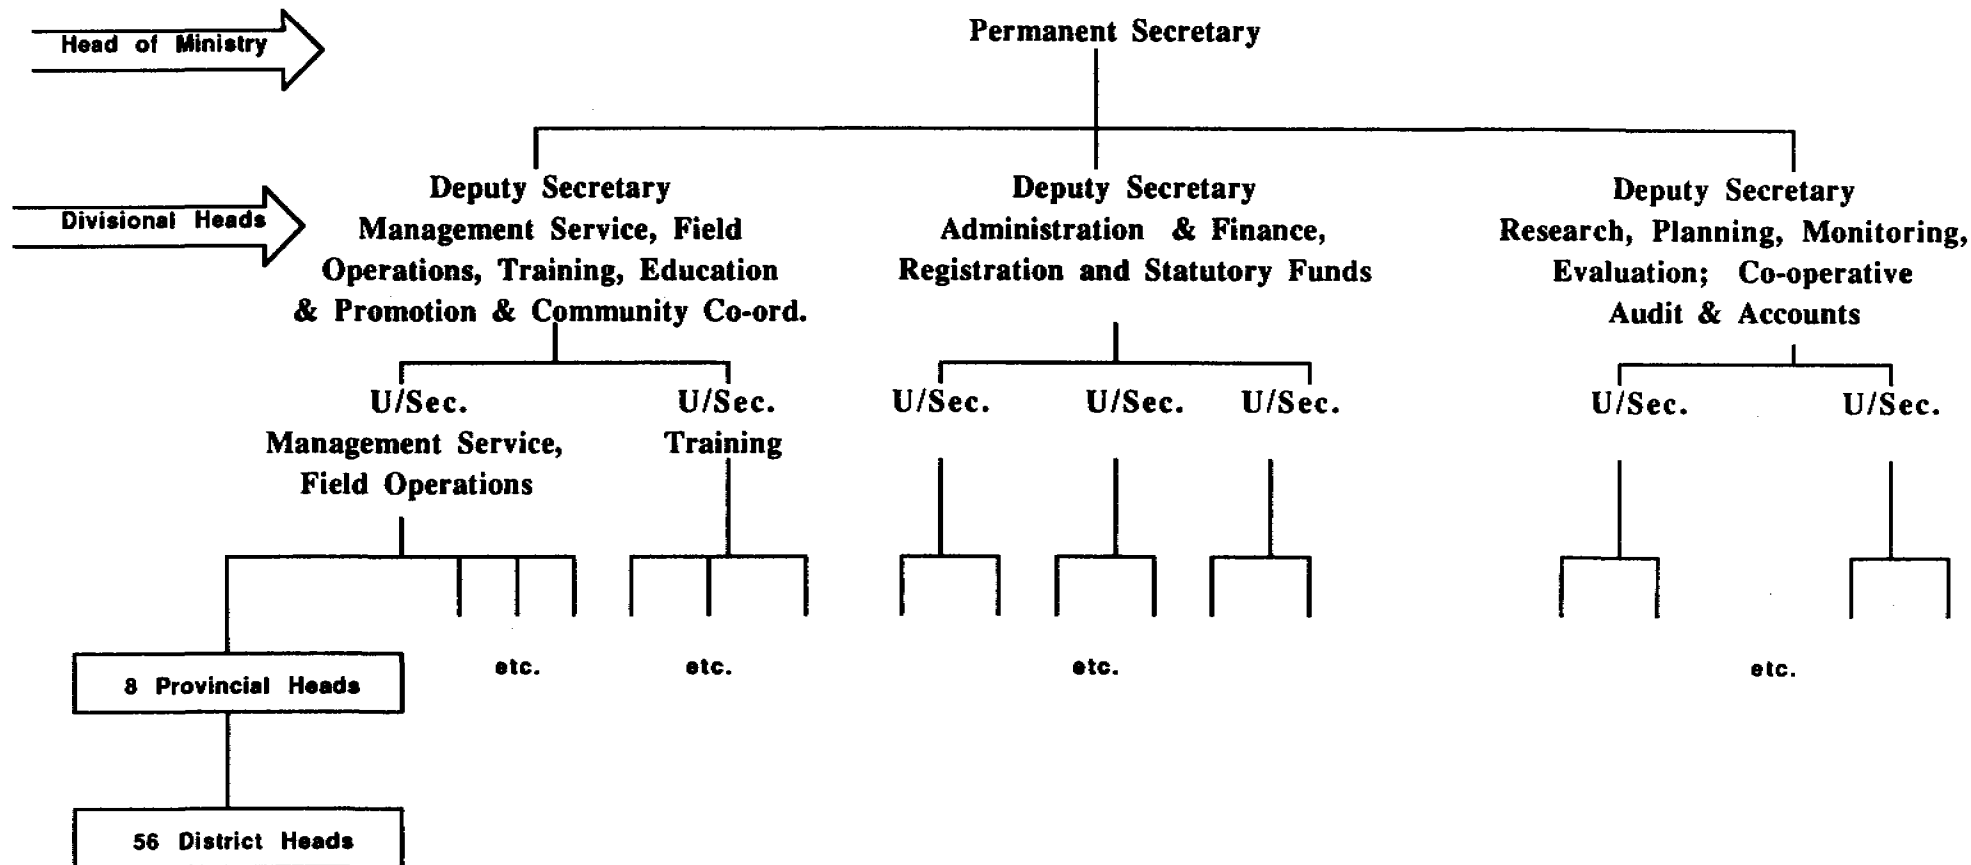 Head of Ministry
Permanent Secretary
Divisional Heads
Deputy Secretary
Management Service, Field
Operations, Training, Education
& Promotion & Community Co-ord.
Deputy Secretary
Administration & Finance,
Registration and Statutory Funds
Deputy Secretary
Research, Planning, Monitoring,
Evaluation; Co-operative
Audit & Accounts
U/Sec.
Management Service,
Field Operations
U/Sec.
Training
U/Sec.
U/Sec.
U/Sec.
U/Sec.
U/Sec.
8 Provincial Heads
etc.
etc.
etc.
etc.
56 District Heads